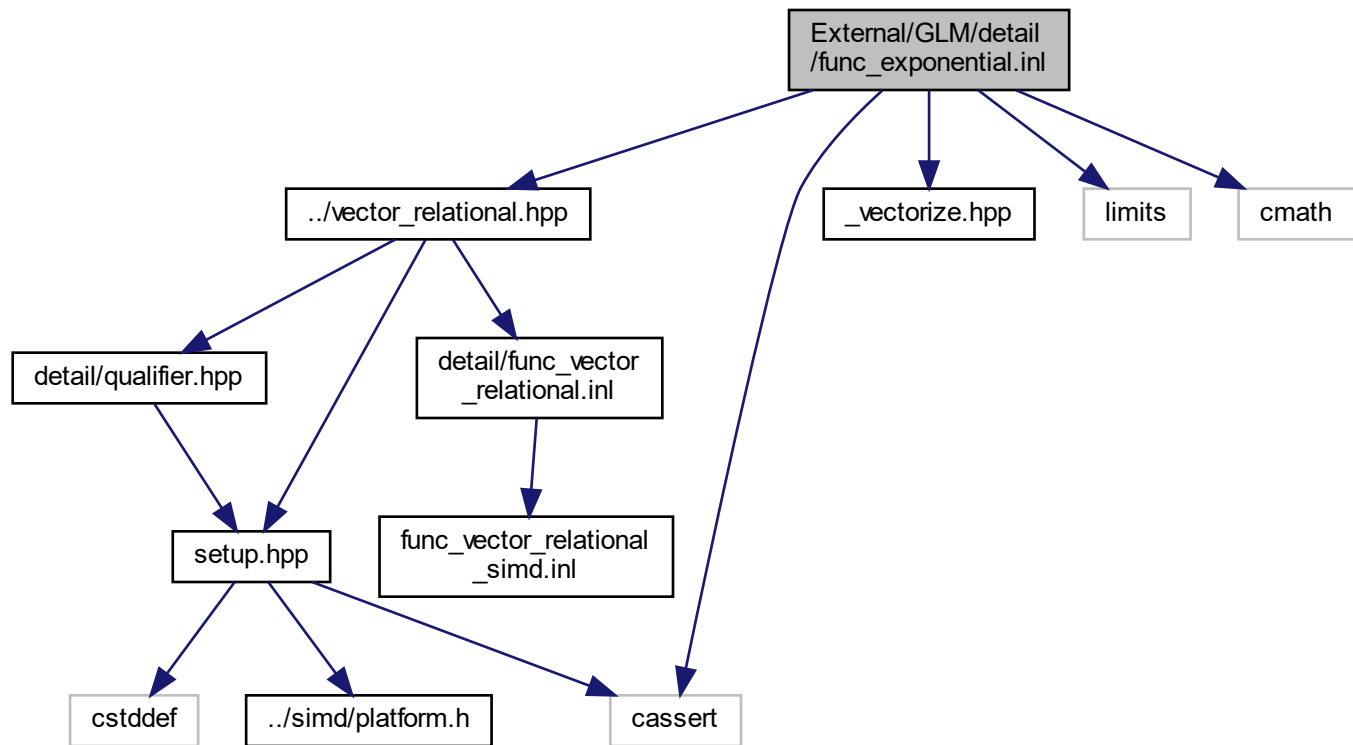 External/GLM/detail
/func_exponential.inl
../vector_relational.hpp
_vectorize.hpp
limits
cmath
detail/qualifier.hpp
detail/func_vector
_relational.inl
setup.hpp
func_vector_relational
_simd.inl
cstddef
../simd/platform.h
cassert